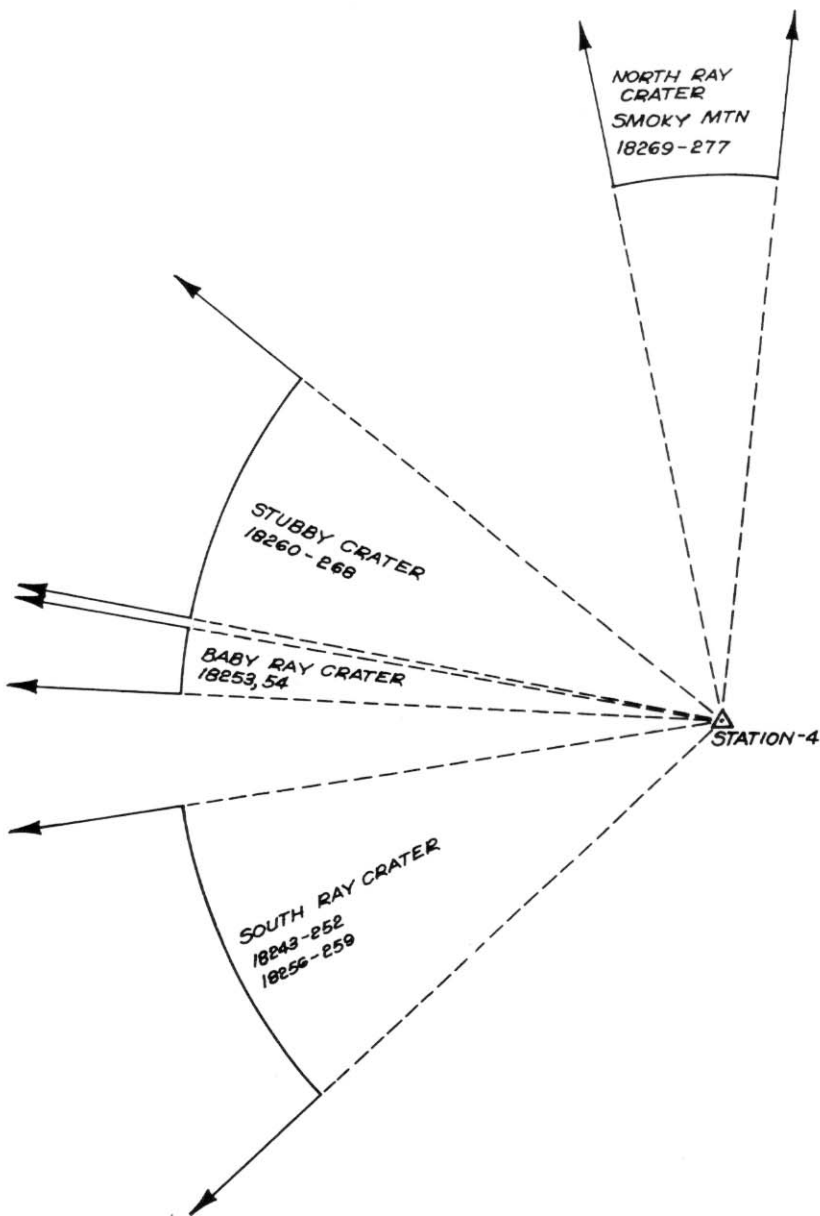 NORTH RAY
CRATER
SMOKY MTN
18269-277
STUBBY CRATER
18260-268
BABY RAY CRATER
18253,54
STATION-4
SOUTH RAY CRATER
18243-252
18256-259